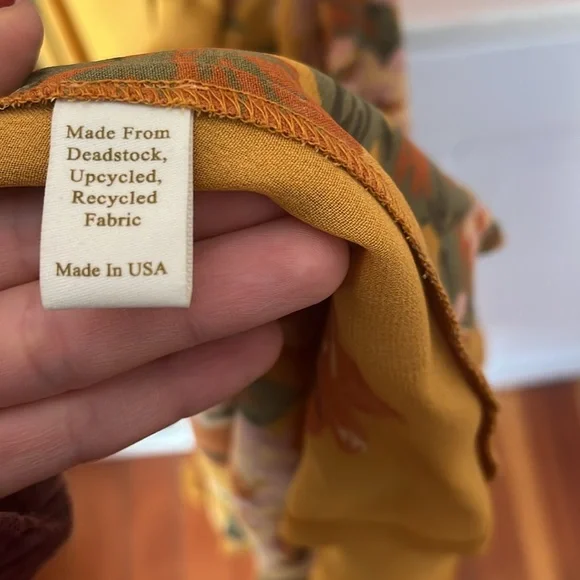 Made From
Deadstock,
Upcycled,
Recycled
Fabric
Made In USA